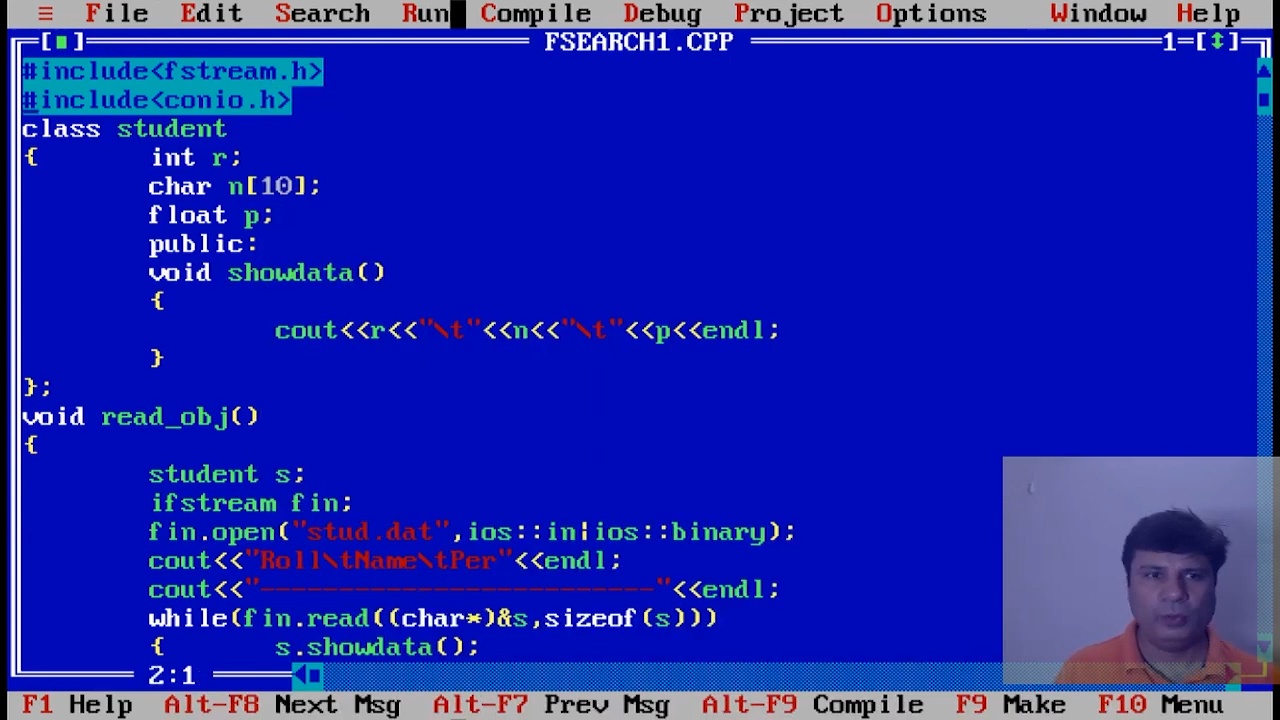 ≡ File Edit Search Run Compile Debug Project Options Window Help
[■] FSEARCH1.CPP 1=[↕]
#include<fstream.h>
#include<conio.h>
class student
{ int r;
char n[10];
float p;
public:
void showdata()
{
cout<<r<<"\t"<<n<<"\t"<<p<<endl;
}
};
void read_obj()
{
student s;
ifstream fin;
fin.open("stud.dat",ios::in|ios::binary);
cout<<"Roll\tName\tPer"<<endl;
cout<<"-------------------------"<<endl;
while(fin.read((char*)&s,sizeof(s)))
{ s.showdata();
2:1
F1 Help Alt-F8 Next Msg Alt-F7 Prev Msg Alt-F9 Compile F9 Make F10 Menu